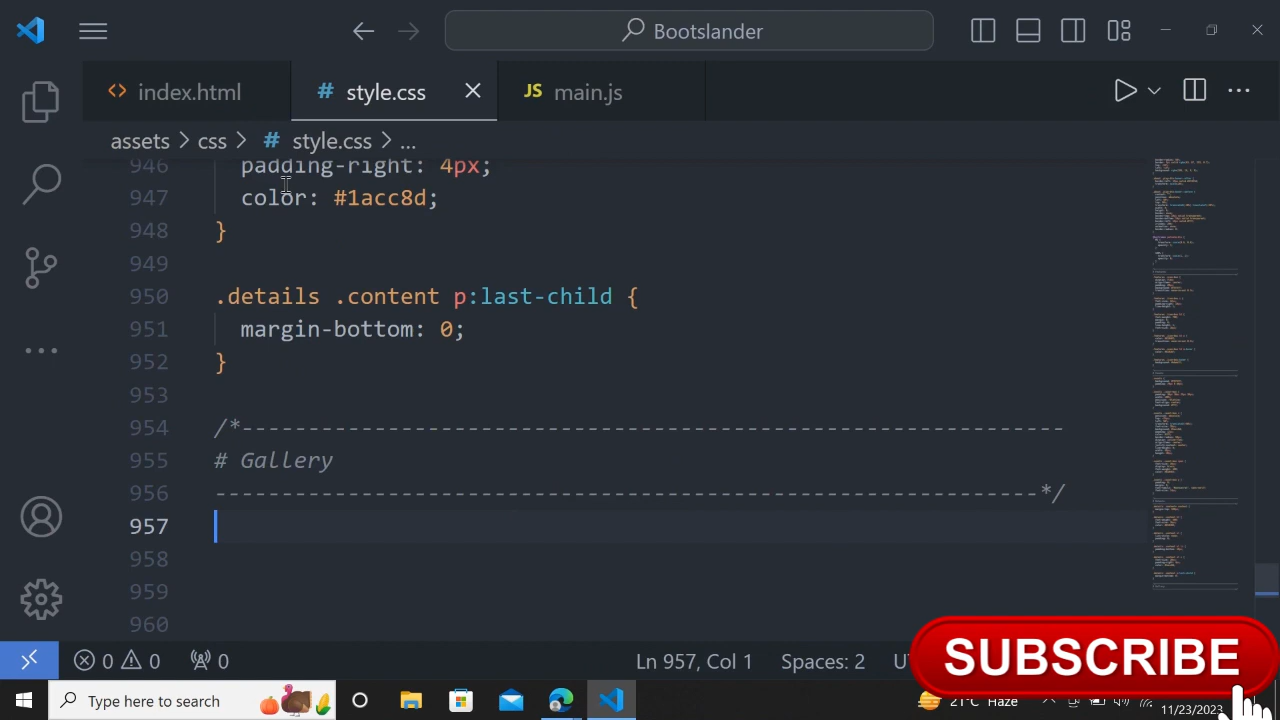 Bootslander
index.html
# style.css
JS main.js
assets > css > # style.css > ...
946 padding-right: 4px;
947 color: #1acc8d;
948 }
949
950 .details .content p:last-child {
951 margin-bottom: 0;
952 }
953
954 /*--------------------------------------------------------------
955 # Gallery
956 --------------------------------------------------------------*/
957
958
959
960
0 0 0
Ln 957, Col 1
Spaces: 2
SUBSCRIBE
Type here to search
21°C Haze
11/23/2023